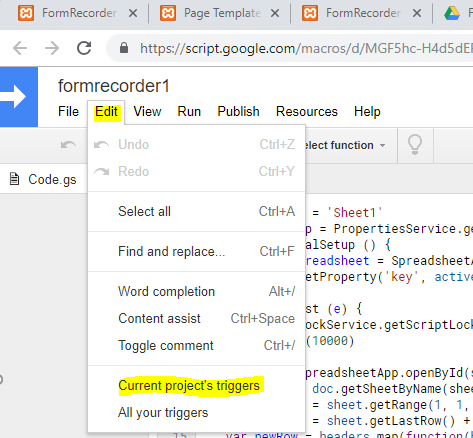 FormRecorder
Page Template
FormRecorder
https://script.google.com/macros/d/MGF5hc-H4d5dE
formrecorder1
File Edit View Run Publish Resources Help
Undo Ctrl+Z
elect function
Redo Ctrl+Y
Code.gs
Select all Ctrl+A
= 'Sheet1'
p = PropertiesService.ge
alSetup () {
Find and replace... Ctrl+F
readsheet = SpreadsheetA
etProperty('key', active
Word completion Alt+/
st (e) {
Content assist Ctrl+Space
ockService.getScriptLock
(10000)
Toggle comment Ctrl+/
preadsheetApp.openById(s
Current project's triggers
doc.getSheetByName(shee
= sheet.getRange(1, 1,
All your triggers
= sheet.getLastRow() +
15 var newRow = headers.map(function(h